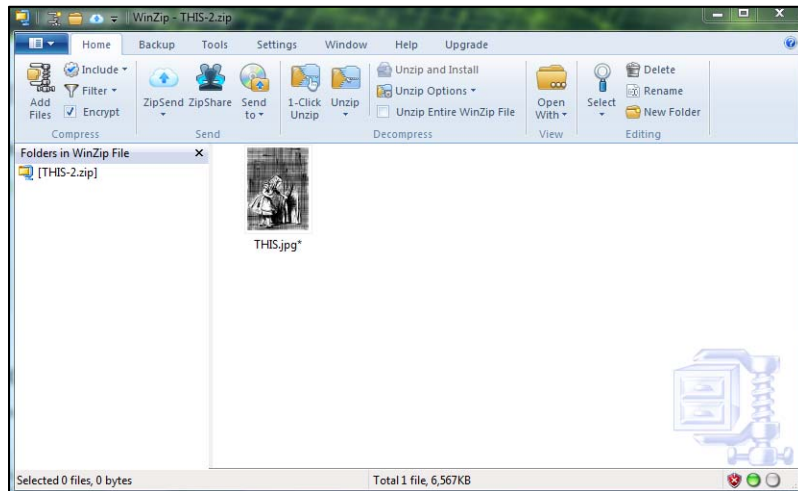 WinZip - THIS-2.zip
Home Backup Tools Settings Window Help Upgrade
Add Files
Include
Filter
Encrypt
Compress
ZipSend
ZipShare
Send to
Send
1-Click Unzip
Unzip
Unzip and Install
Unzip Options
Unzip Entire WinZip File
Decompress
Open With
View
Select
Delete
Rename
New Folder
Editing
Folders in WinZip File
[THIS-2.zip]
THIS.jpg*
Selected 0 files, 0 bytes
Total 1 file, 6,567KB